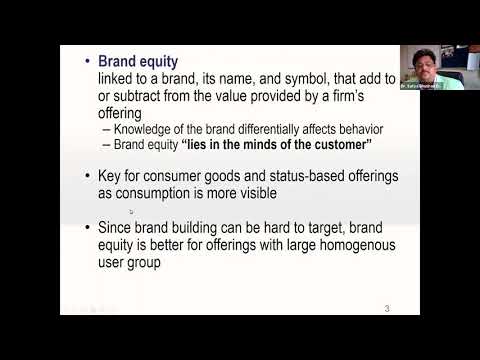 • Brand equity
linked to a brand, its name, and symbol, that add to
or subtract from the value provided by a firm's
offering
– Knowledge of the brand differentially affects behavior
– Brand equity "lies in the minds of the customer"
• Key for consumer goods and status-based offerings
as consumption is more visible
• Since brand building can be hard to target, brand
equity is better for offerings with large homogenous
user group
3